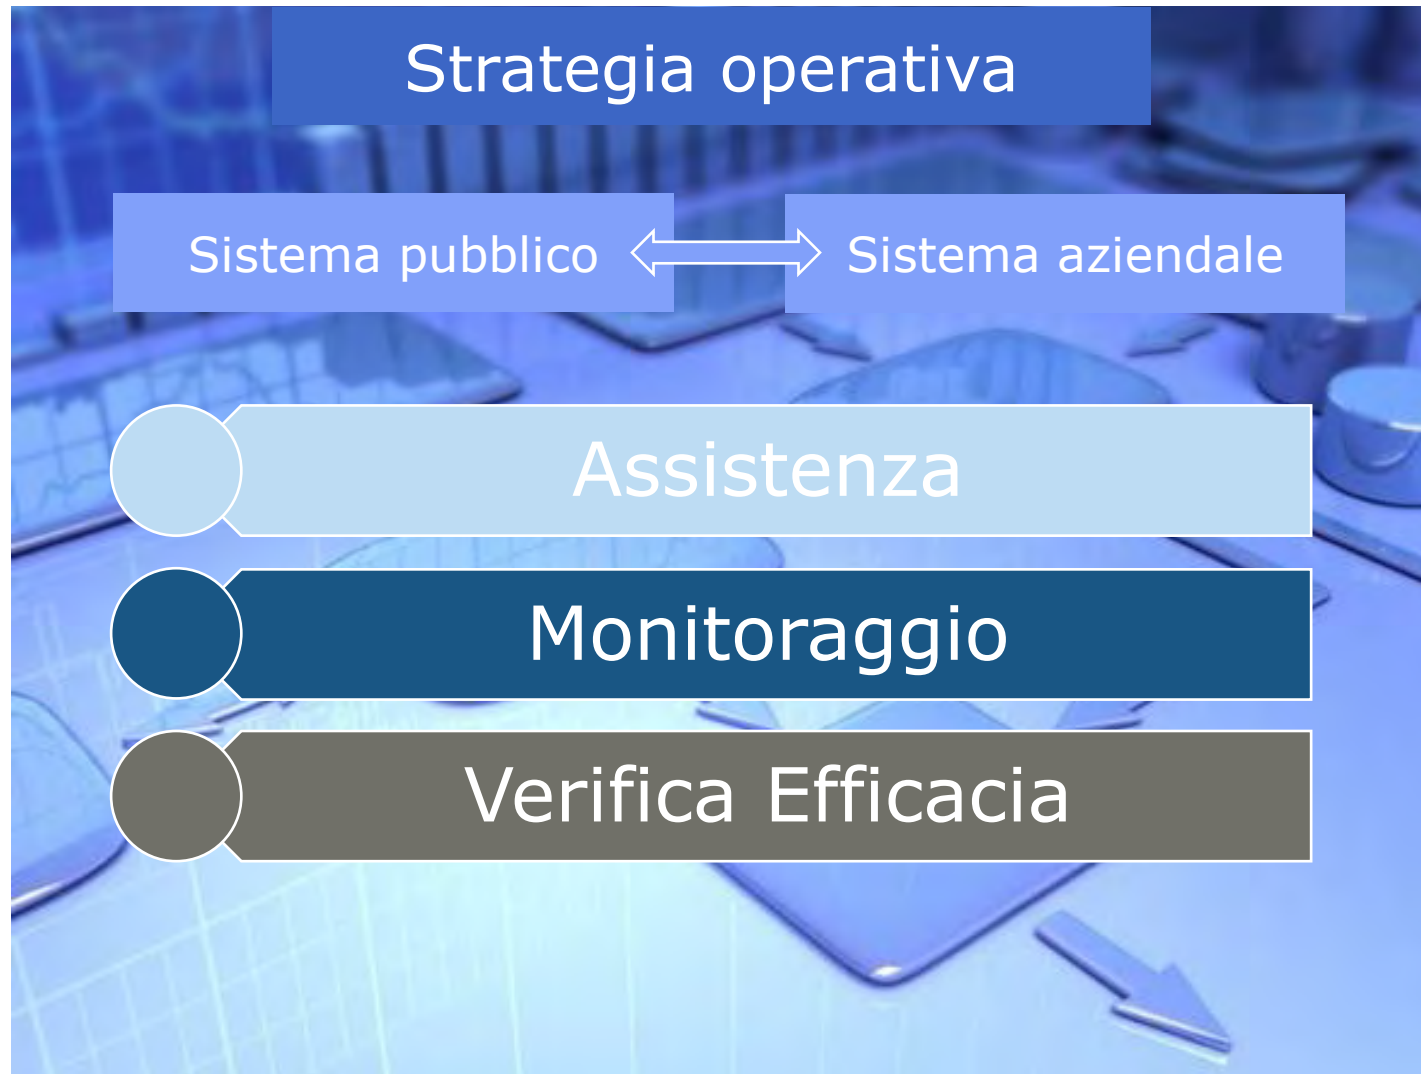 Strategia operativa
Sistema pubblico
Sistema aziendale
Assistenza
Monitoraggio
Verifica Efficacia